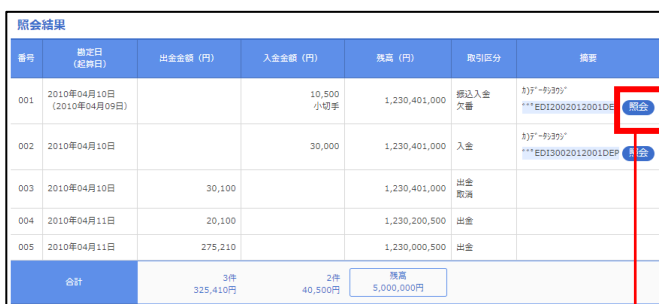 照会結果
番号 勘定日 出金金額（円） 入金金額（円） 残高（円） 取引区分 摘要
（起算日）
001 2010年04月10日 10,500 1,230,401,000 振込入金 カ)データショウジ
（2010年04月09日） 小切手 欠番 ***EDI2002012001DE 照会
002 2010年04月10日 30,000 1,230,401,000 入金 カ)データショウジ
***EDI3002012001DEP 照会
003 2010年04月10日 30,100 1,230,401,000 出金
取消
004 2010年04月11日 20,100 1,230,200,500 出金
005 2010年04月11日 275,210 1,230,000,500 出金
合計 3件 2件 残高
325,410円 40,500円 5,000,000円